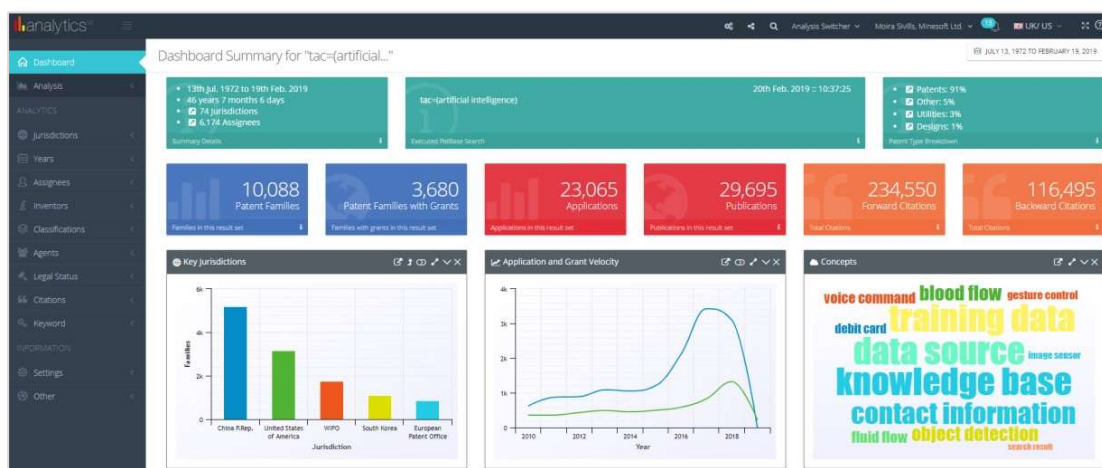 analytics
Analysis Switcher
Moira Sivills, Minesoft Ltd.
UK/ US
Dashboard
Analysis
ANALYTICS
Jurisdictions
Years
Assignees
Inventors
Classifications
Agents
Legal Status
Citations
Keyword
INFORMATION
Settings
Other
Dashboard Summary for "tac=(artificial..."
JULY 13, 1972 TO FEBRUARY 19, 2019
13th Jul. 1972 to 19th Feb. 2019
46 years 7 months 6 days
74 Jurisdictions
6,174 Assignees
Summary Details
20th Feb. 2019 :: 10:37:25
tac=(artificial intelligence)
Executed PatBase Search
Patents: 91%
Other: 5%
Utilities: 3%
Designs: 1%
Patent Type Breakdown
10,088
Patent Families
Families in this result set
3,680
Patent Families with Grants
Families with grants in this result set
23,065
Applications
Applications in this result set
29,695
Publications
Publications in this result set
234,550
Forward Citations
Total Citations
116,495
Backward Citations
Total Citations
Key Jurisdictions
6k
4k
2k
0
Families
China P.Rep.
United States of America
WIPO
South Korea
European Patent Office
Jurisdiction
Application and Grant Velocity
4k
3k
2k
1k
0
2010
2012
2014
2016
2018
Year
Concepts
voice command blood flow gesture control
debit card training data
data source image sensor
knowledge base
contact information
fluid flow object detection
search result